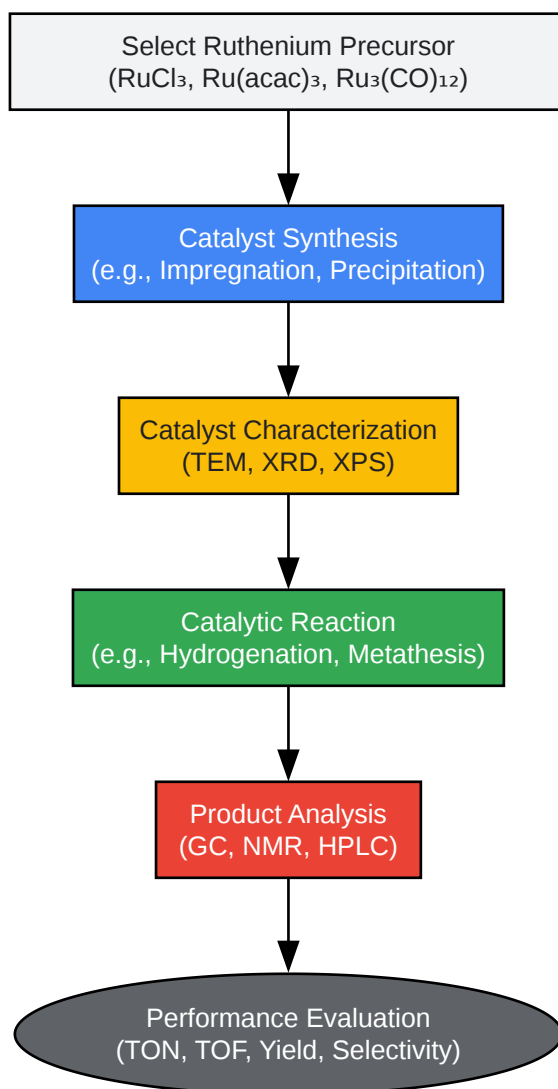 Select Ruthenium Precursor
(RuCl₃, Ru(acac)₃, Ru₃(CO)₁₂)
Catalyst Synthesis
(e.g., Impregnation, Precipitation)
Catalyst Characterization
(TEM, XRD, XPS)
Catalytic Reaction
(e.g., Hydrogenation, Metathesis)
Product Analysis
(GC, NMR, HPLC)
Performance Evaluation
(TON, TOF, Yield, Selectivity)